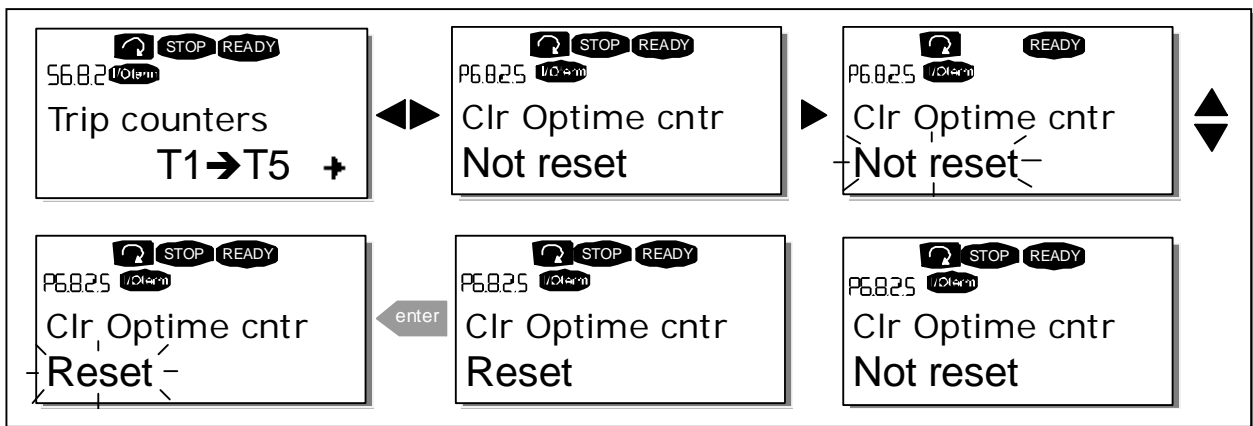 STOP READY
S6.8.2 I/Oterm
Trip counters
T1➔T5
STOP READY
P6.8.2.5 I/Oterm
Clr Optime cntr
Not reset
READY
P6.8.2.5 I/Oterm
Clr Optime cntr
Not reset
STOP READY
P6.8.2.5 I/Oterm
Clr Optime cntr
Reset
enter
STOP READY
P6.8.2.5 I/Oterm
Clr Optime cntr
Reset
STOP READY
P6.8.2.5 I/Oterm
Clr Optime cntr
Not reset